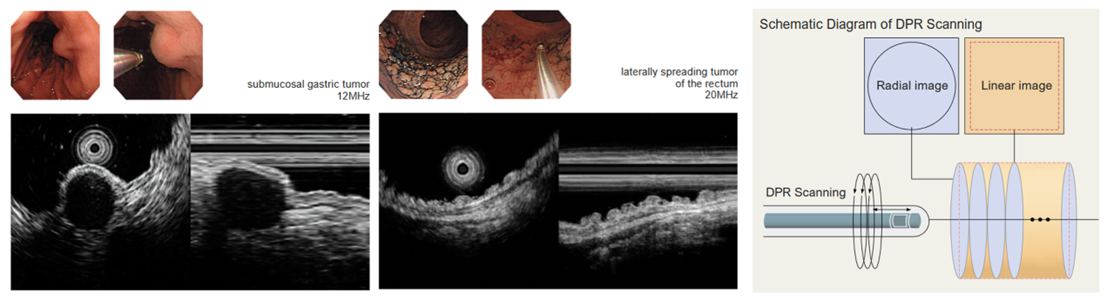 submucosal gastric tumor
12MHz
laterally spreading tumor
of the rectum
20MHz
Schematic Diagram of DPR Scanning
Radial image
Linear image
DPR Scanning